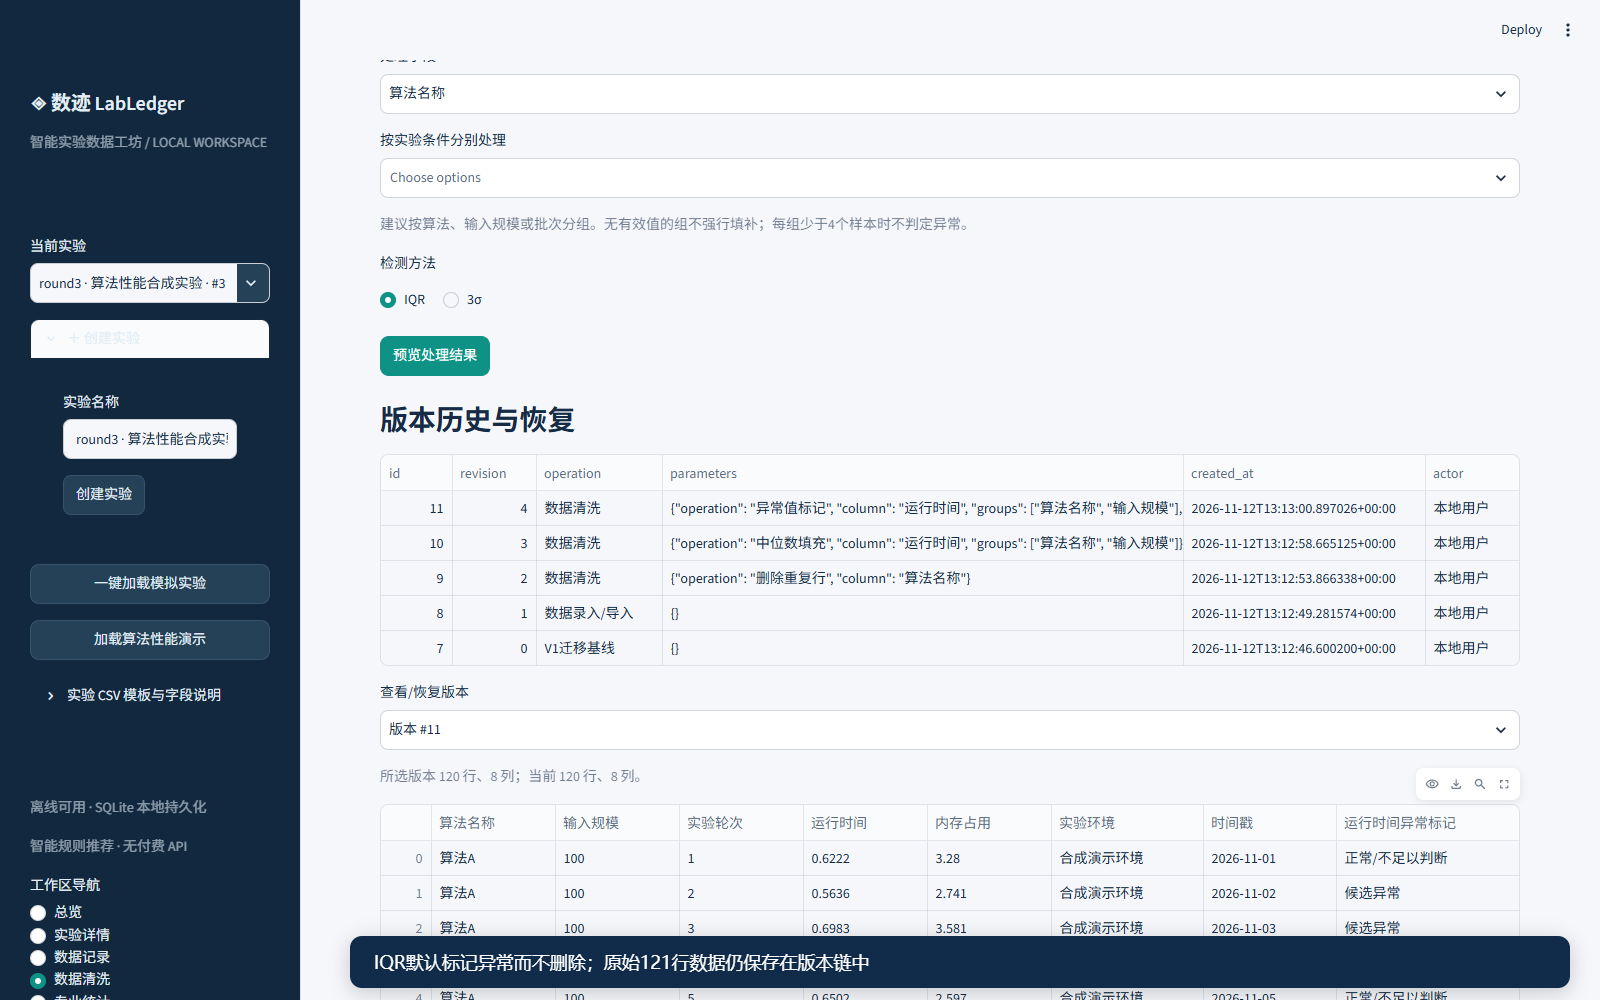 Deploy
数迹 LabLedger
智能实验数据工坊 / LOCAL WORKSPACE
当前实验
round3 · 算法性能合成实验 · #3
+ 创建实验
实验名称
round3 · 算法性能合成实
创建实验
一键加载模拟实验
加载算法性能演示
实验 CSV 模板与字段说明
离线可用 · SQLite 本地持久化
智能规则推荐 · 无付费 API
工作区导航
总览
实验详情
数据记录
数据清洗
算法名称
按实验条件分别处理
Choose options
建议按算法、输入规模或批次分组。无有效值的组不强行填补；每组少于4个样本时不判定异常。
检测方法
IQR 3σ
预览处理结果
版本历史与恢复
id revision operation parameters created_at actor
11 4 数据清洗 {"operation": "异常值标记", "column": "运行时间", "groups": ["算法名称", "输入规模"], 2026-11-12T13:13:00.897026+00:00 本地用户
10 3 数据清洗 {"operation": "中位数填充", "column": "运行时间", "groups": ["算法名称", "输入规模"]} 2026-11-12T13:12:58.665125+00:00 本地用户
9 2 数据清洗 {"operation": "删除重复行", "column": "算法名称"} 2026-11-12T13:12:53.866338+00:00 本地用户
8 1 数据录入/导入 {} 2026-11-12T13:12:49.281574+00:00 本地用户
7 0 V1迁移基线 {} 2026-11-12T13:12:46.600200+00:00 本地用户
查看/恢复版本
版本 #11
所选版本 120 行、8 列；当前 120 行、8 列。
算法名称 输入规模 实验轮次 运行时间 内存占用 实验环境 时间戳 运行时间异常标记
0 算法A 100 1 0.6222 3.28 合成演示环境 2026-11-01 正常/不足以判断
1 算法A 100 2 0.5636 2.741 合成演示环境 2026-11-02 候选异常
2 算法A 100 3 0.6983 3.581 合成演示环境 2026-11-03 候选异常
IQR默认标记异常而不删除；原始121行数据仍保存在版本链中
4 算法A 100 5 0.6502 2.597 合成演示环境 2026-11-05 正常/不足以判断